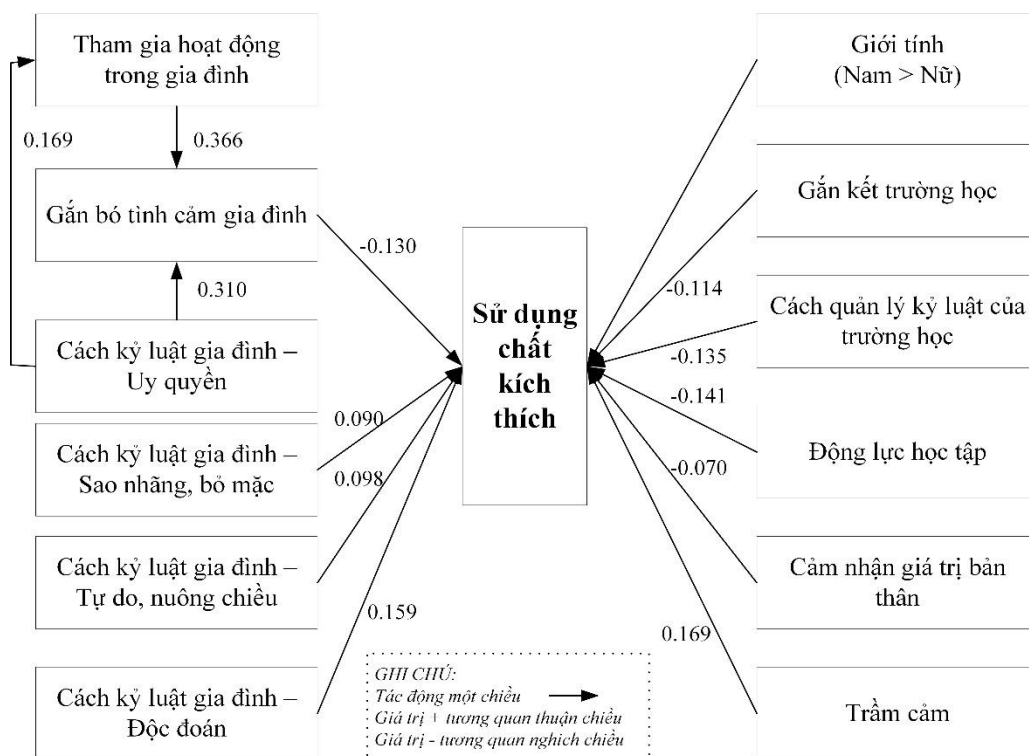 Tham gia hoạt động
trong gia đình
0.169
0.366
Gắn bó tình cảm gia đình
-0.130
0.310
Cách kỷ luật gia đình –
Uy quyền
0.090
Cách kỷ luật gia đình –
Sao nhãng, bỏ mặc
0.098
Cách kỷ luật gia đình –
Tự do, nuông chiều
0.159
Cách kỷ luật gia đình –
Độc đoán
Sử dụng
chất
kích
thích
Giới tính
(Nam > Nữ)
Gắn kết trường học
-0.114
Cách quản lý kỷ luật của
trường học
-0.135
-0.141
Động lực học tập
-0.070
Cảm nhận giá trị bản
thân
0.169
Trầm cảm
GHI CHÚ:
Tác động một chiều
Giá trị + tương quan thuận chiều
Giá trị - tương quan nghich chiều